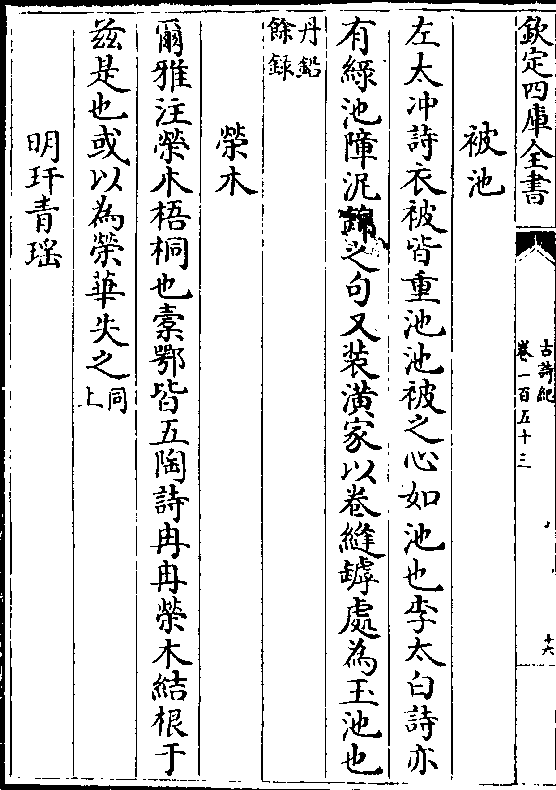 欽定四庫全書
古詩紀
卷一百五十三
十六
被池
左太冲詩衣被皆重池池被之心如池也李太白詩亦
有綠池障泥錦之句又装潢家以卷縫罅處為玉池也
丹鉛
餘録
榮木
爾雅注榮木梧桐也橐鄂皆五陶詩冉冉榮木結根于
兹是也或以為榮華失之同
上
明玕青瑶